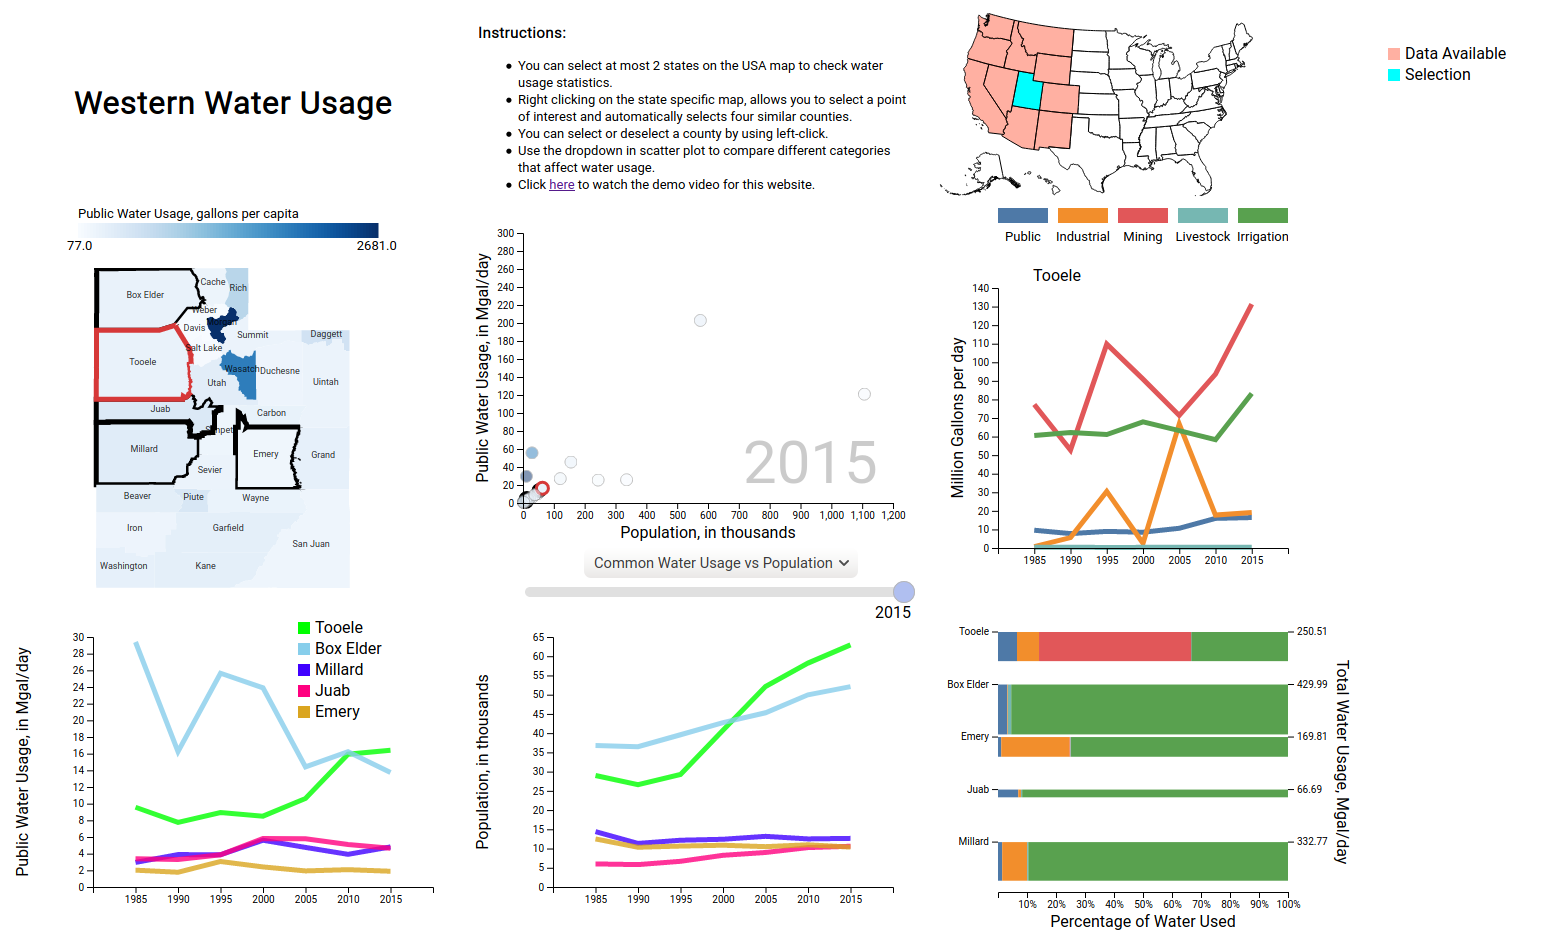 Western Water Usage
Instructions:
You can select at most 2 states on the USA map to check water
usage statistics.
Right clicking on the state specific map, allows you to select a point
of interest and automatically selects four similar counties.
You can select or deselect a county by using left-click.
Use the dropdown in scatter plot to compare different categories
that affect water usage.
Click here to watch the demo video for this website.
Data Available
Selection
Public Water Usage, gallons per capita
77.0 2681.0
Box Elder
Cache
Rich
Weber
Morgan
Davis
Summit
Daggett
Salt Lake
Tooele
Wasatch
Duchesne
Utah
Uintah
Juab
Carbon
Sanpete
Millard
Emery
Grand
Sevier
Beaver
Piute
Wayne
Iron
Garfield
San Juan
Washington
Kane
Public Water Usage, in Mgal/day
300
280
260
240
220
200
180
160
140
120
100
80
60
40
20
0
2015
0 100 200 300 400 500 600 700 800 900 1,000 1,100 1,200
Population, in thousands
Common Water Usage vs Population
2015
Public Industrial Mining Livestock Irrigation
Tooele
Million Gallons per day
140
130
120
110
100
90
80
70
60
50
40
30
20
10
0
1985 1990 1995 2000 2005 2010 2015
Public Water Usage, in Mgal/day
30
28
26
24
22
20
18
16
14
12
10
8
6
4
2
0
1985 1990 1995 2000 2005 2010 2015
Tooele
Box Elder
Millard
Juab
Emery
Population, in thousands
65
60
55
50
45
40
35
30
25
20
15
10
5
0
1985 1990 1995 2000 2005 2010 2015
Tooele 250.51
Box Elder 429.99
Emery 169.81
Juab 66.69
Millard 332.77
Total Water Usage, Mgal/day
10% 20% 30% 40% 50% 60% 70% 80% 90% 100%
Percentage of Water Used